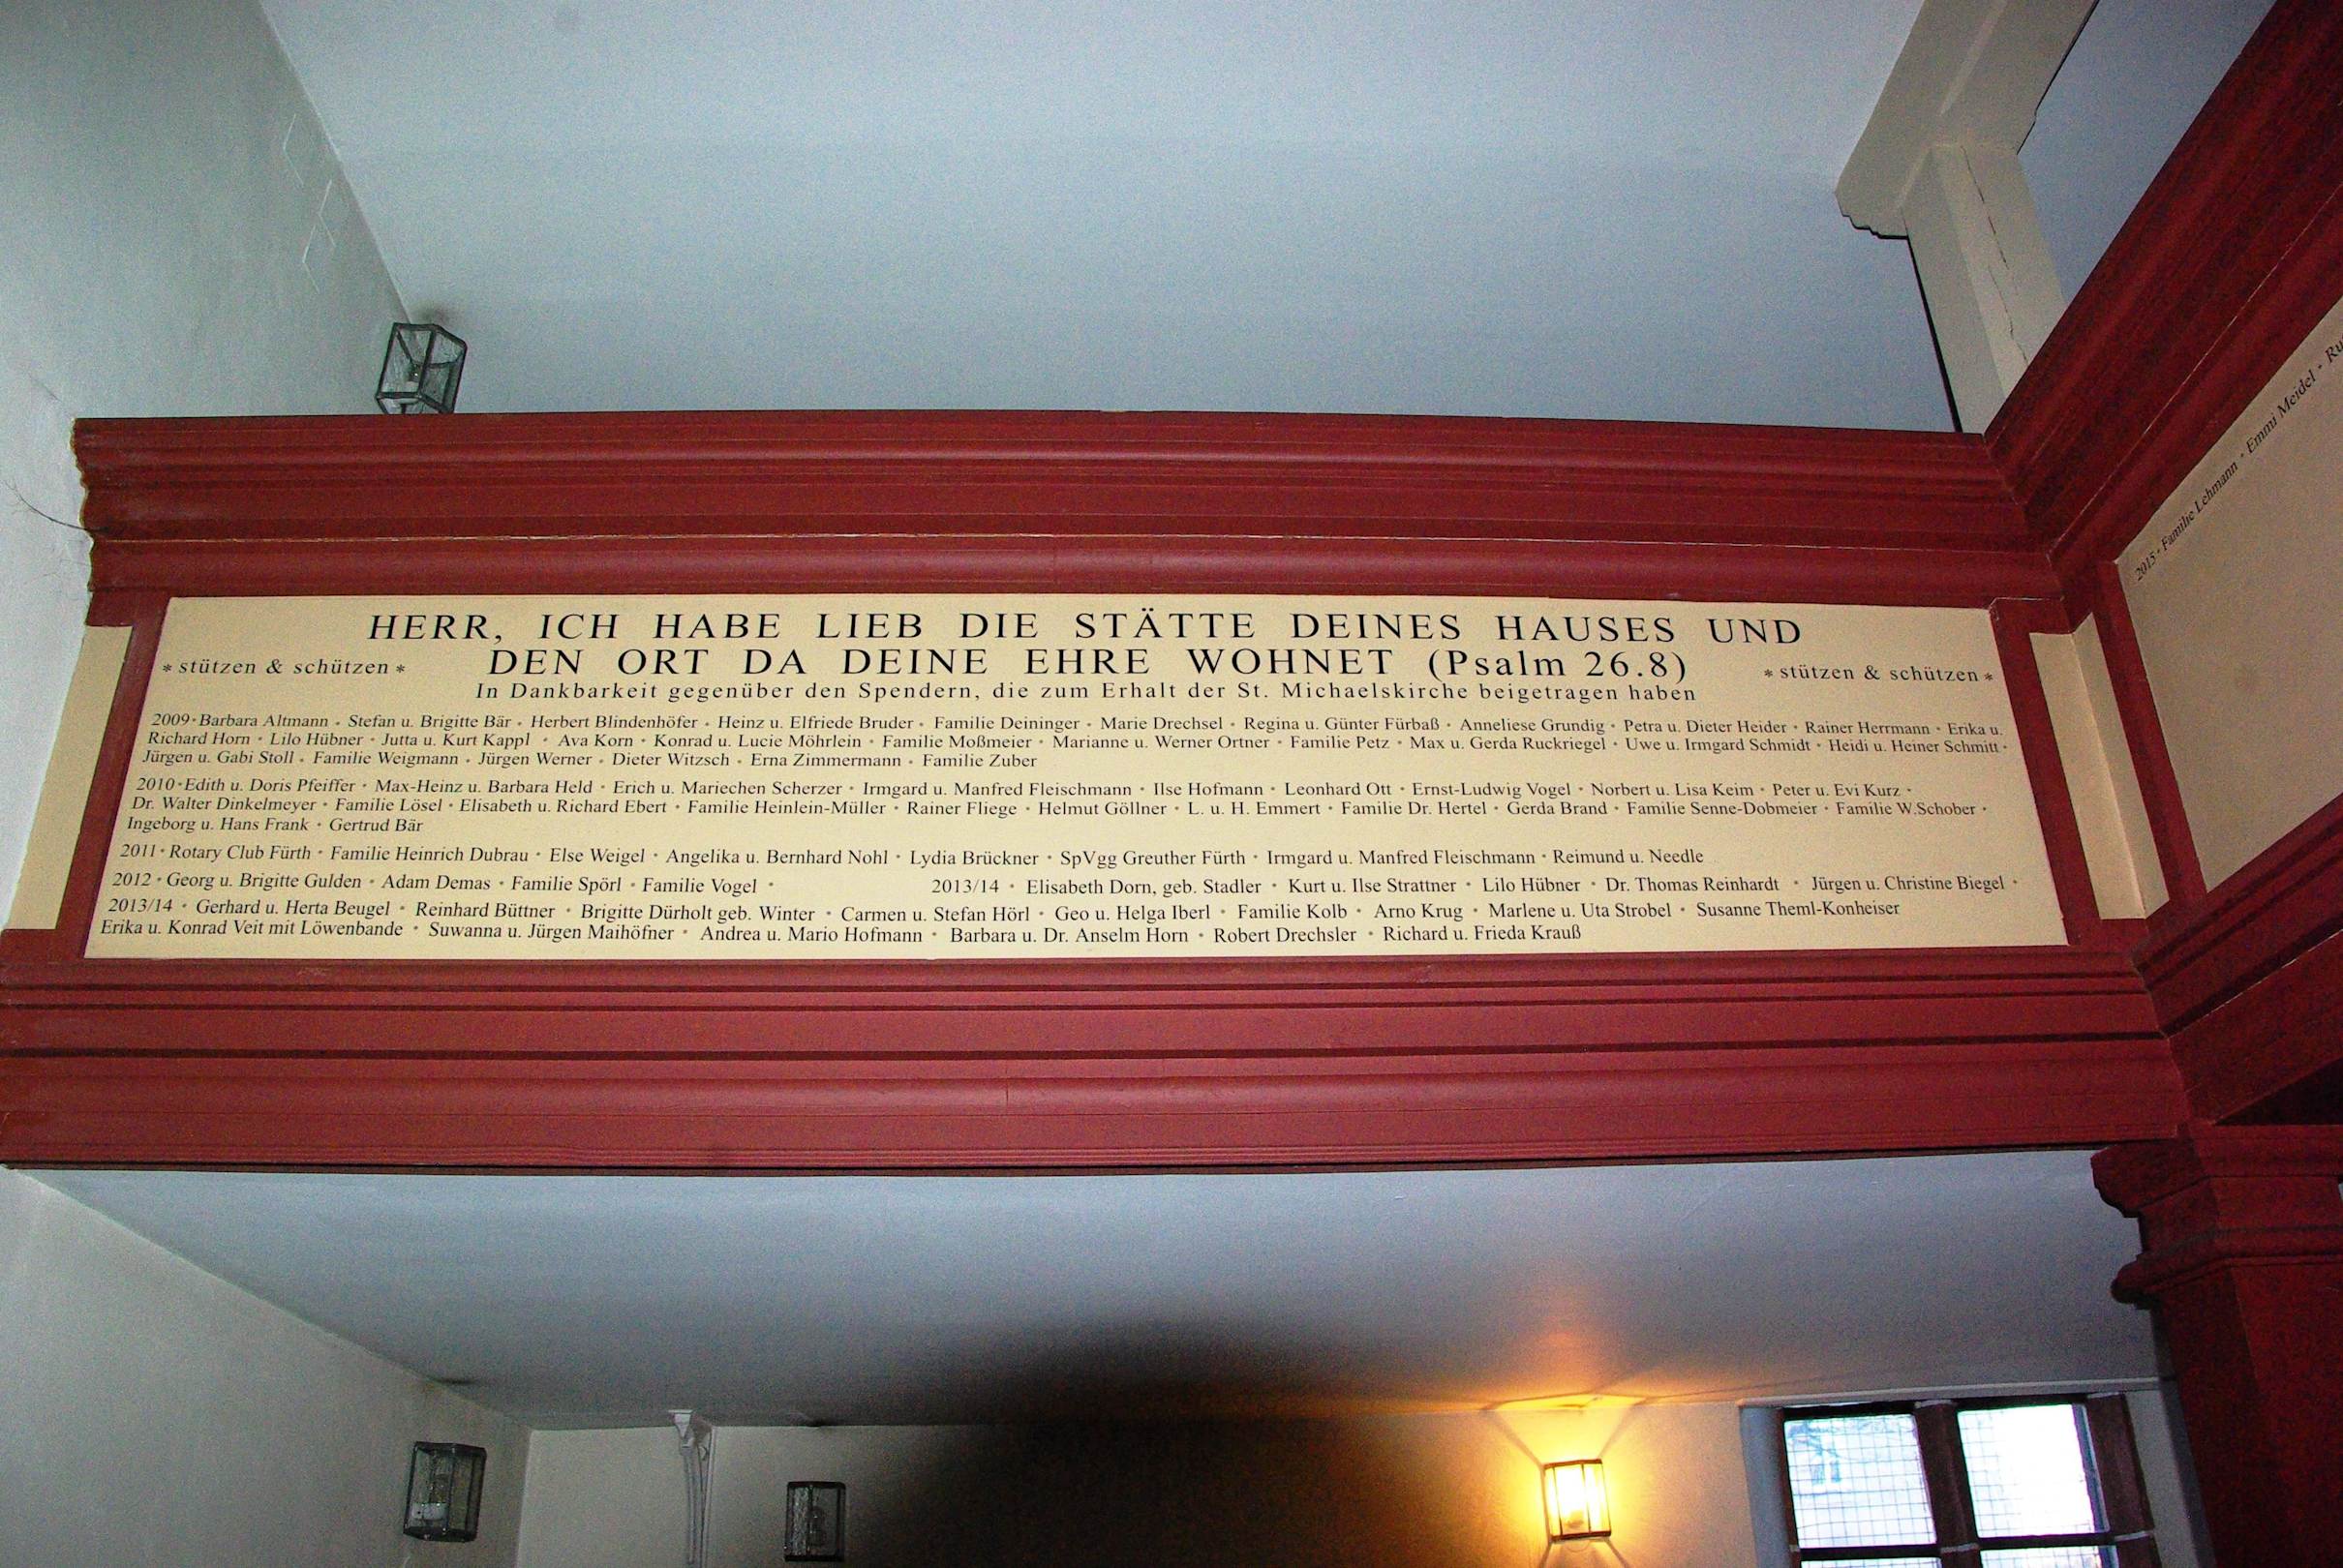 HERR, ICH HABE LIEB DIE STÄTTE DEINES HAUSES UND
* stützen & schützen * DEN ORT DA DEINE EHRE WOHNET (Psalm 26.8) * stützen & schützen *
In Dankbarkeit gegenüber den Spendern, die zum Erhalt der St. Michaelskirche beigetragen haben
2009 • Barbara Altmann • Stefan u. Brigitte Bär • Herbert Blindenhöfer • Heinz u. Elfriede Bruder • Familie Deininger • Marie Drechsel • Regina u. Günter Fürbaß • Anneliese Grundig • Petra u. Dieter Heider • Rainer Herrmann • Erika u.
Richard Horn • Lilo Hübner • Jutta u. Kurt Kappl • Ava Korn • Konrad u. Lucie Möhrlein • Familie Moßmeier • Marianne u. Werner Ortner • Familie Petz • Max u. Gerda Ruckriegel • Uwe u. Irmgard Schmidt • Heidi u. Heiner Schmitt •
Jürgen u. Gabi Stoll • Familie Weigmann • Jürgen Werner • Dieter Witzsch • Erna Zimmermann • Familie Zuber
2010 • Edith u. Doris Pfeiffer • Max-Heinz u. Barbara Held • Erich u. Mariechen Scherzer • Irmgard u. Manfred Fleischmann • Ilse Hofmann • Leonhard Ott • Ernst-Ludwig Vogel • Norbert u. Lisa Keim • Peter u. Evi Kurz •
Dr. Walter Dinkelmeyer • Familie Lösel • Elisabeth u. Richard Ebert • Familie Heinlein-Müller • Rainer Fliege • Helmut Göllner • L. u. H. Emmert • Familie Dr. Hertel • Gerda Brand • Familie Senne-Dobmeier • Familie W.Schober •
Ingeborg u. Hans Frank • Gertrud Bär
2011 • Rotary Club Fürth • Familie Heinrich Dubrau • Else Weigel • Angelika u. Bernhard Nohl • Lydia Brückner • SpVgg Greuther Fürth • Irmgard u. Manfred Fleischmann • Reimund u. Needle
2012 • Georg u. Brigitte Gulden • Adam Demas • Familie Spörl • Familie Vogel • 2013/14 • Elisabeth Dorn, geb. Stadler • Kurt u. Ilse Strattner • Lilo Hübner • Dr. Thomas Reinhardt • Jürgen u. Christine Biegel •
2013/14 • Gerhard u. Herta Beugel • Reinhard Büttner • Brigitte Dürholt geb. Winter • Carmen u. Stefan Hörl • Geo u. Helga Iberl • Familie Kolb • Arno Krug • Marlene u. Uta Strobel • Susanne Theml-Konheiser
Erika u. Konrad Veit mit Löwenbande • Suwanna u. Jürgen Maihöfner • Andrea u. Mario Hofmann • Barbara u. Dr. Anselm Horn • Robert Drechsler • Richard u. Frieda Krauß
2015 • Familie Lehmann • Emmi Meidel • Ru